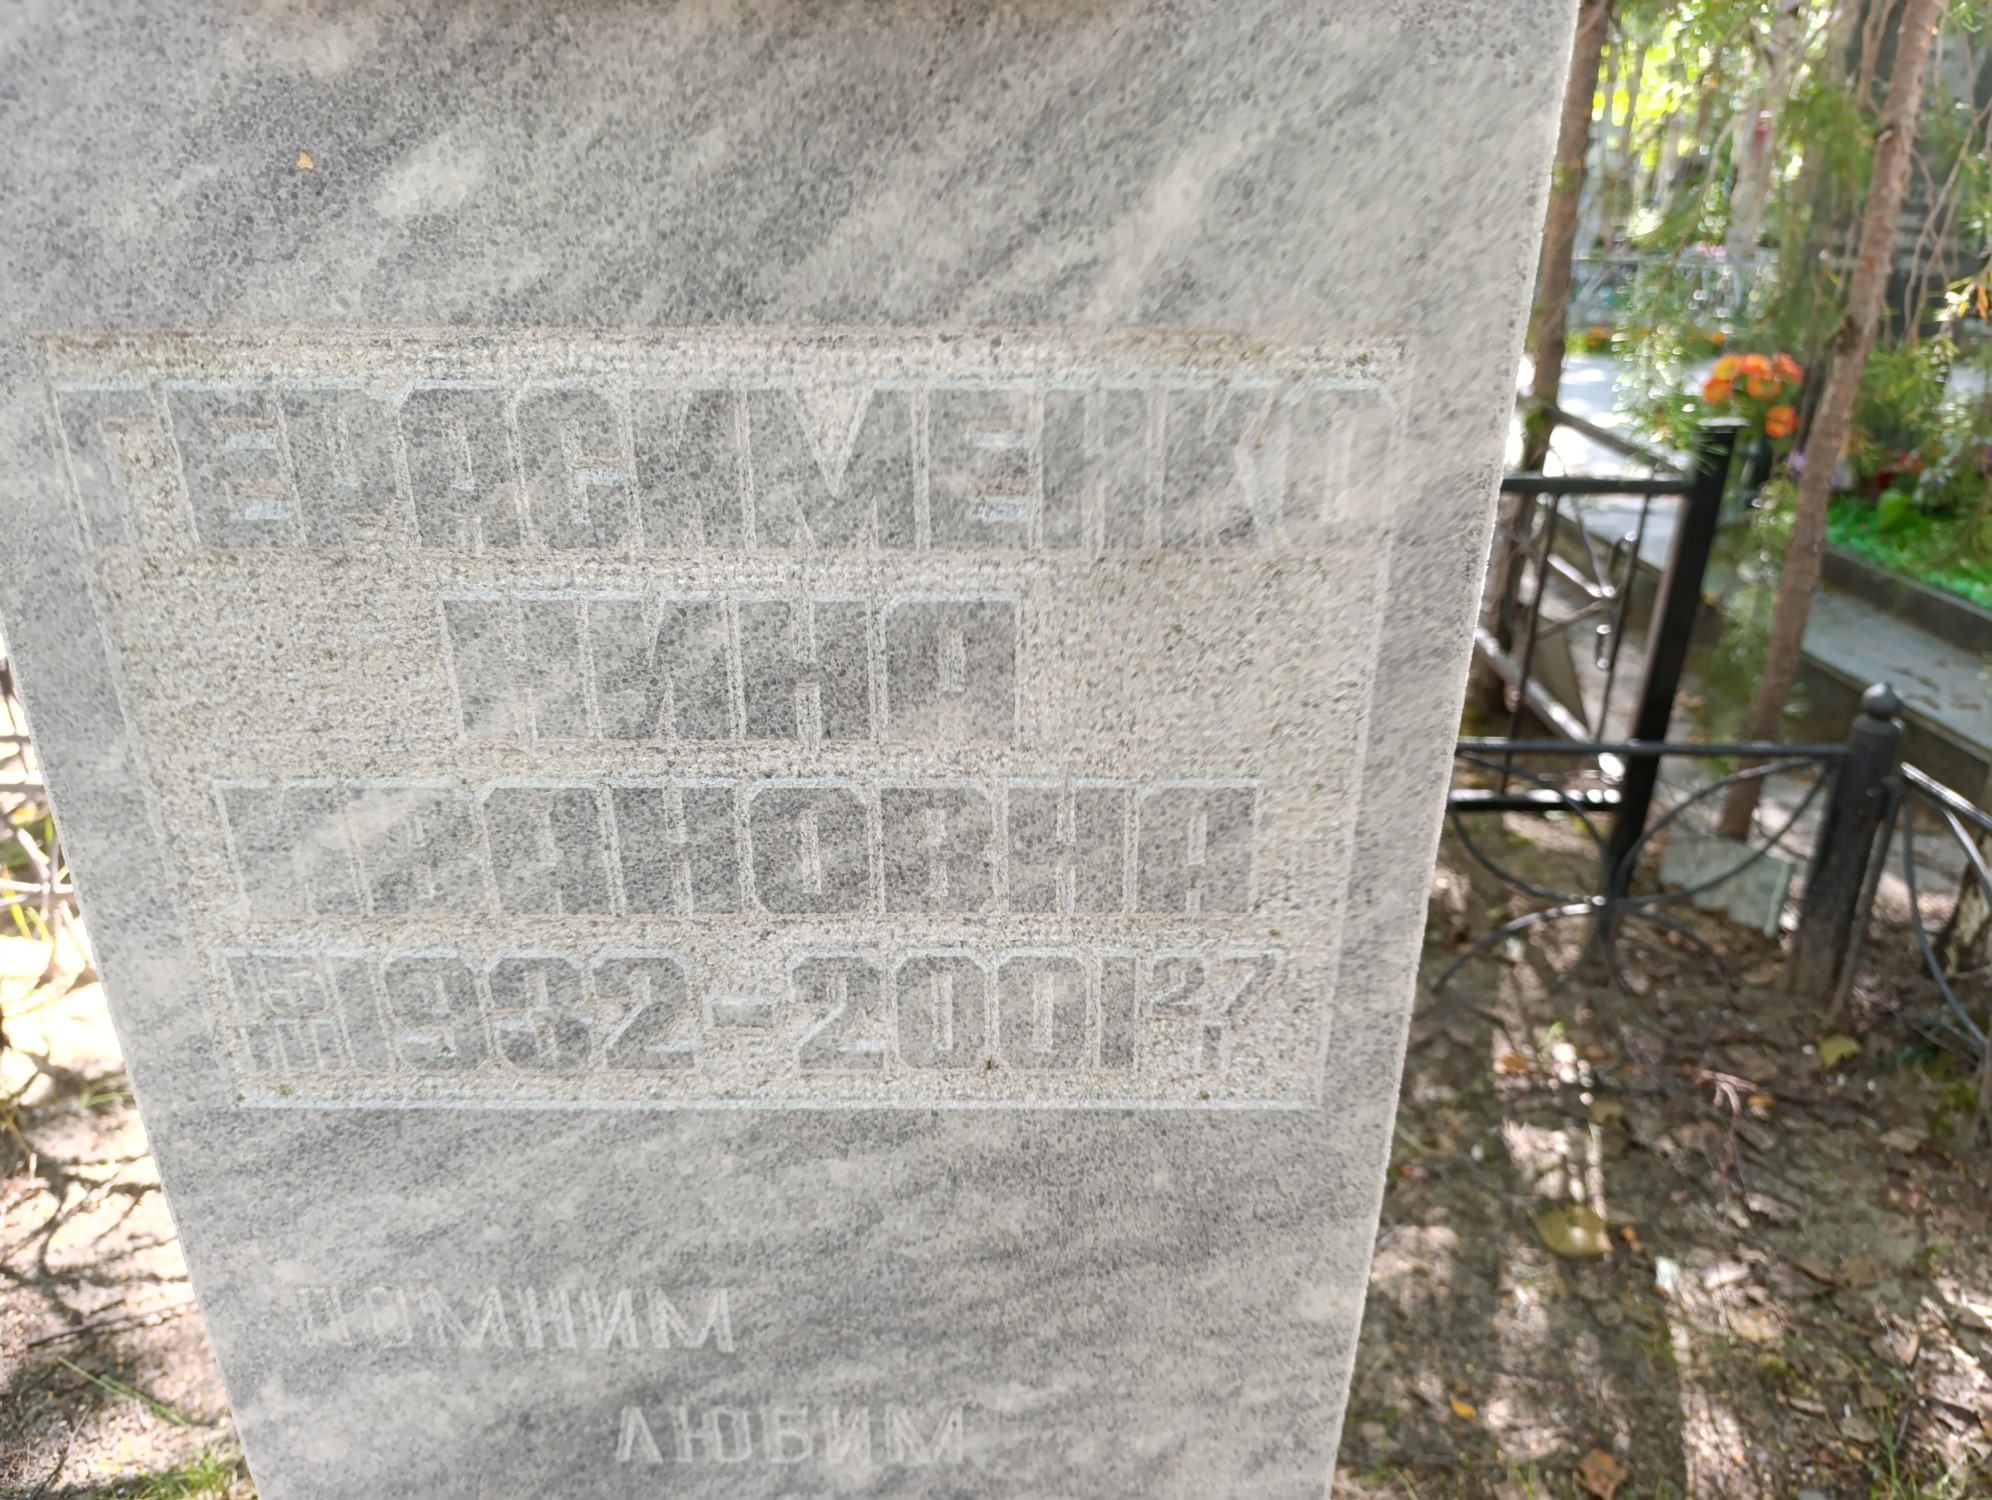 ГЕРАСИМЕНКО
НИНА
ИВАНОВНА
1932-2001
ПОМНИМ
ЛЮБИМ